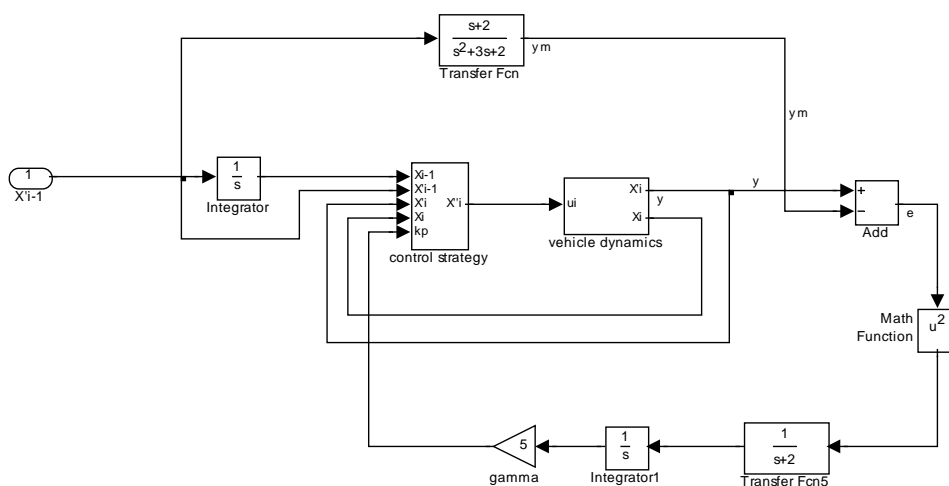 s+2
s2+3s+2
Transfer Fcn
ym
ym
1
X'i-1
1
s
Integrator
Xi-1
X'i-1
X'i
Xi
kp
X''i
control strategy
ui
X'i
Xi
vehicle dynamics
y
y
+
−
Add
e
Math
Function
u2
5
gamma
1
s
Integrator1
1
s+2
Transfer Fcn5